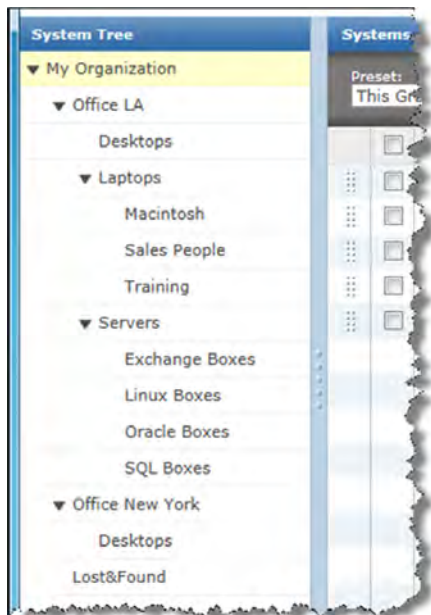 System Tree
My Organization
Office LA
Desktops
Laptops
Macintosh
Sales People
Training
Servers
Exchange Boxes
Linux Boxes
Oracle Boxes
SQL Boxes
Office New York
Desktops
Lost&Found
Systems
Preset:
This